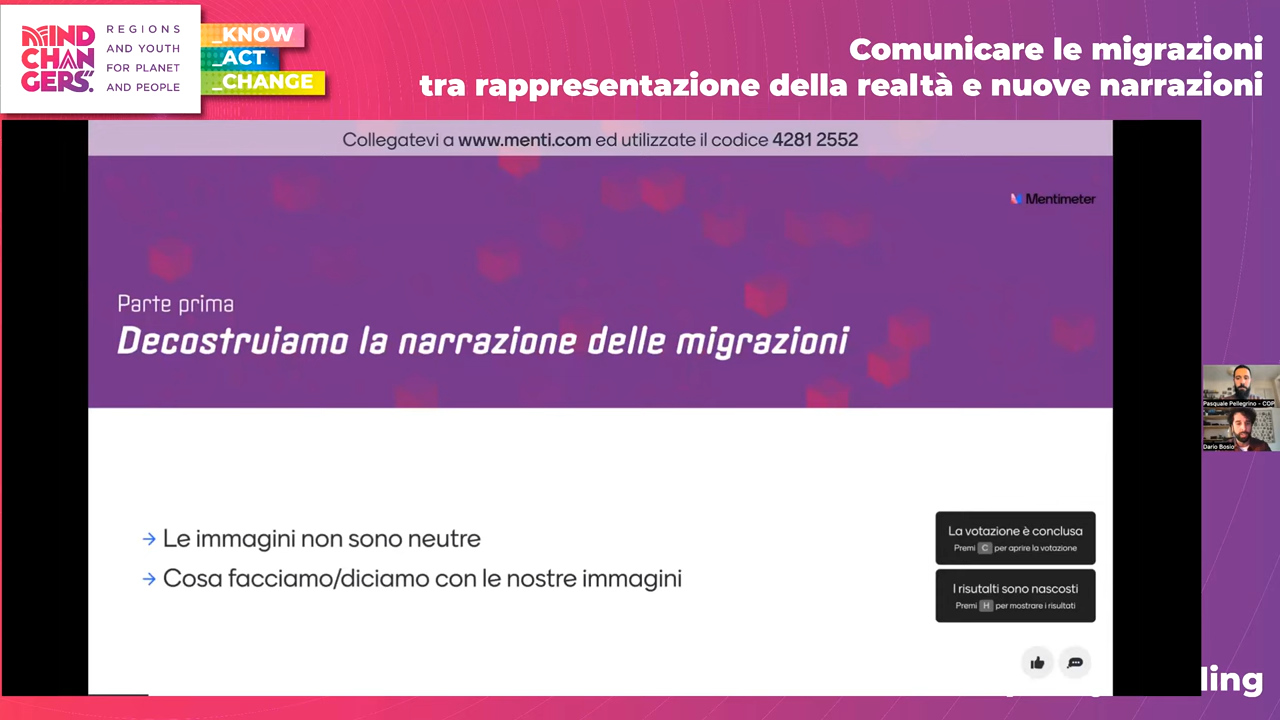 MIND
CHAN
GERS
REGIONS
AND YOUTH
FOR PLANET
AND PEOPLE
_KNOW
_ACT
_CHANGE
Comunicare le migrazioni
tra rappresentazione della realtà e nuove narrazioni
Collegatevi a www.menti.com ed utilizzate il codice 4281 2552
Mentimeter
Parte prima
Decostruiamo la narrazione delle migrazioni
→ Le immagini non sono neutre
→ Cosa facciamo/diciamo con le nostre immagini
La votazione è conclusa
Premi C per aprire la votazione
I risutalti sono nascosti
Premi H per mostrare i risultati
Pasquale Pellegrino - COP
Dario Bosio
ling